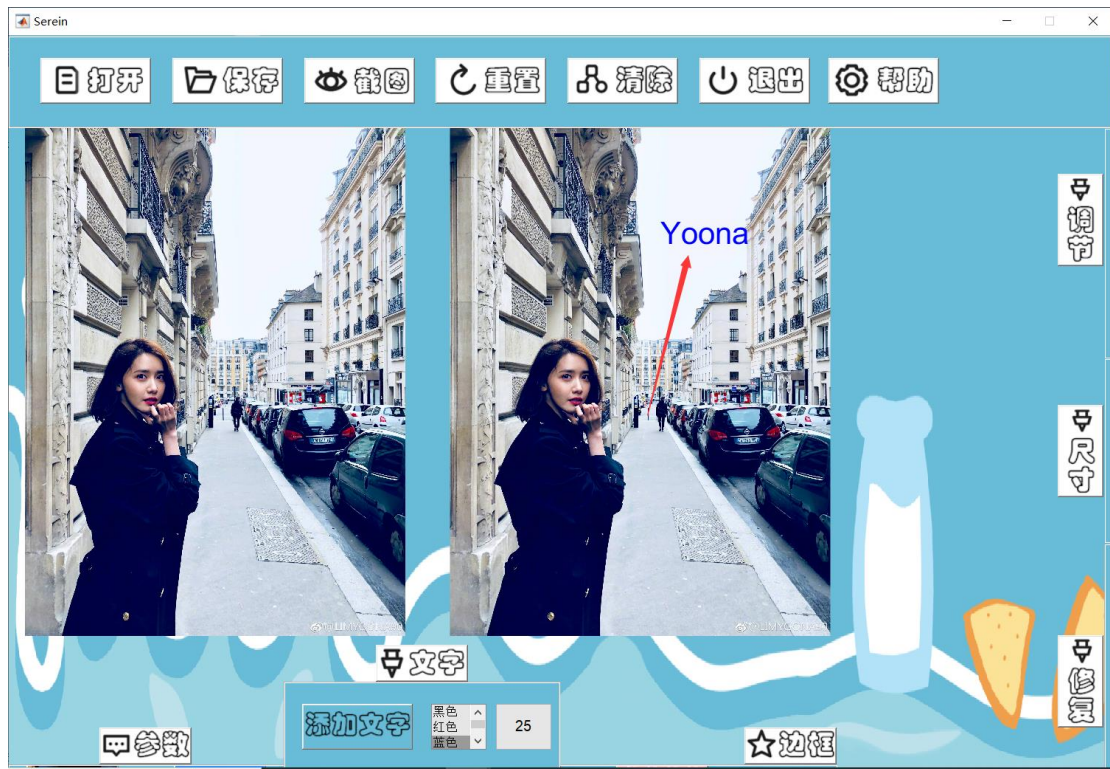 Serein
打开 保存 截图 重置 清除 退出 帮助
调节
Yoona
尺寸
文字
修复
添加文字
黑色
红色
蓝色
25
参数
边框